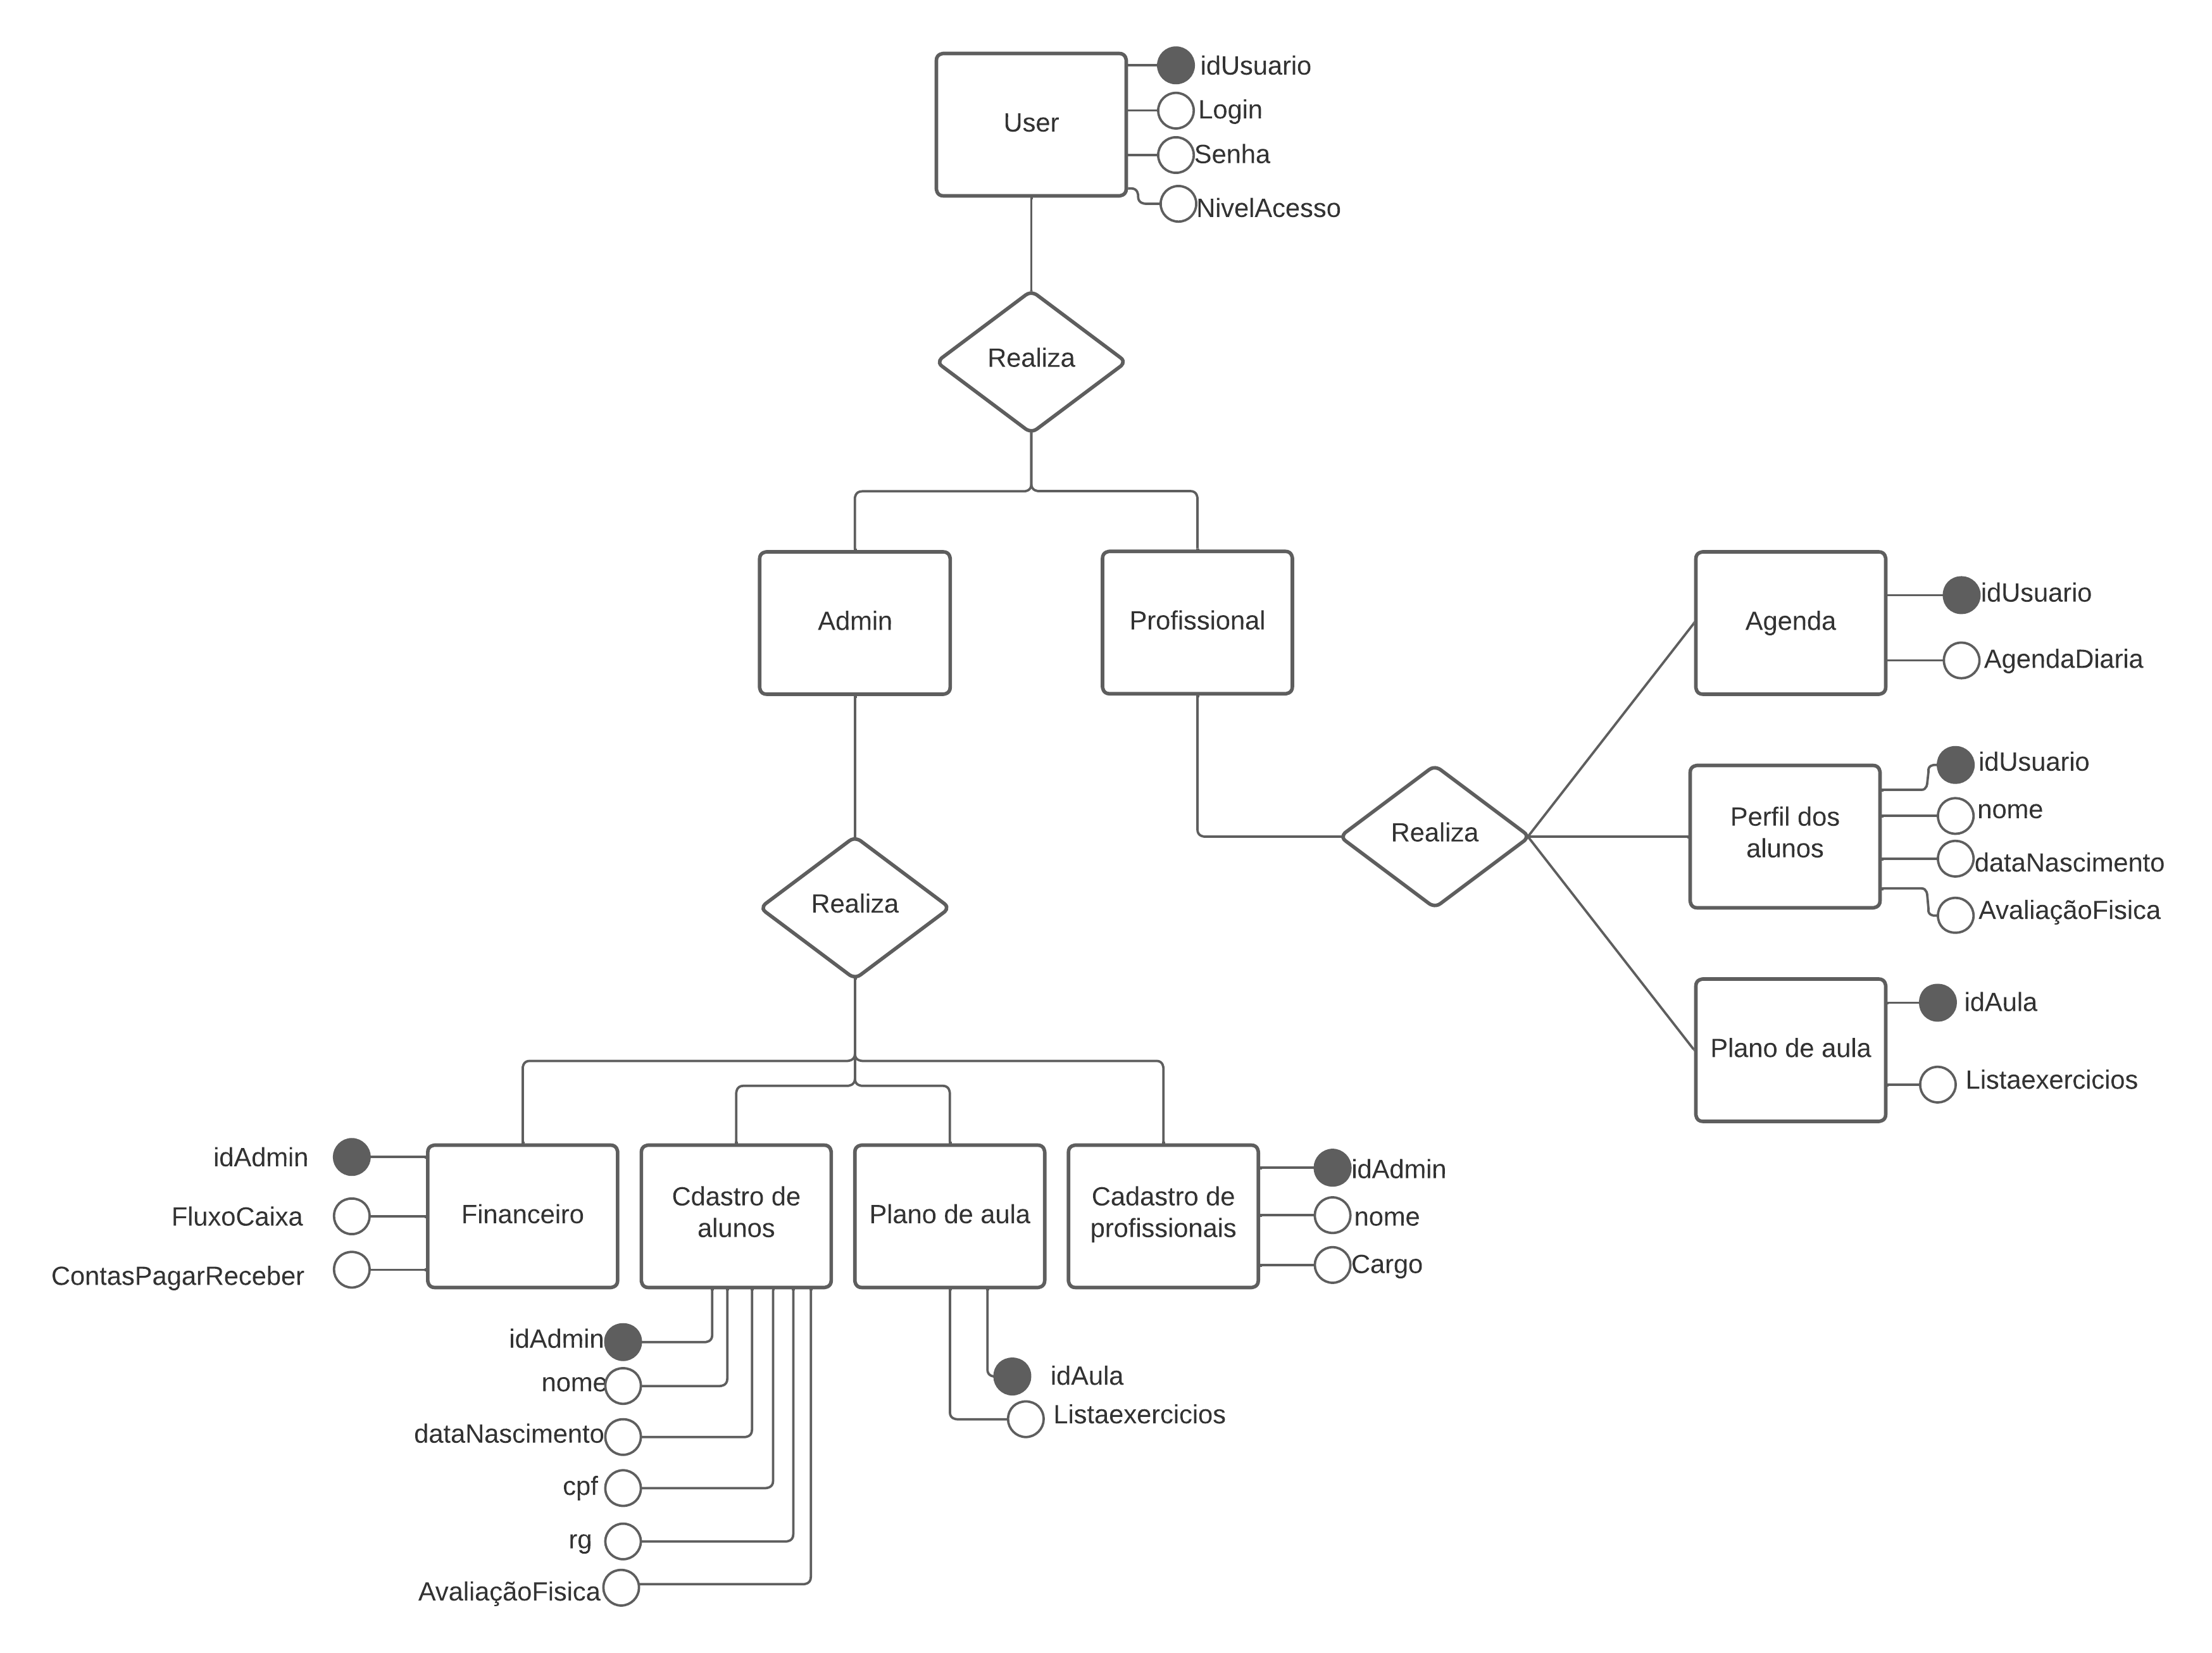 User
idUsuario
Login
Senha
NivelAcesso
Realiza
Admin
Profissional
Agenda
idUsuario
AgendaDiaria
Realiza
Perfil dos
alunos
idUsuario
nome
dataNascimento
AvaliaçãoFisica
Plano de aula
idAula
Listaexercicios
Realiza
idAdmin
FluxoCaixa
ContasPagarReceber
Financeiro
Cdastro de
alunos
Plano de aula
Cadastro de
profissionais
idAdmin
nome
Cargo
idAdmin
nome
dataNascimento
cpf
rg
AvaliaçãoFisica
idAula
Listaexercicios